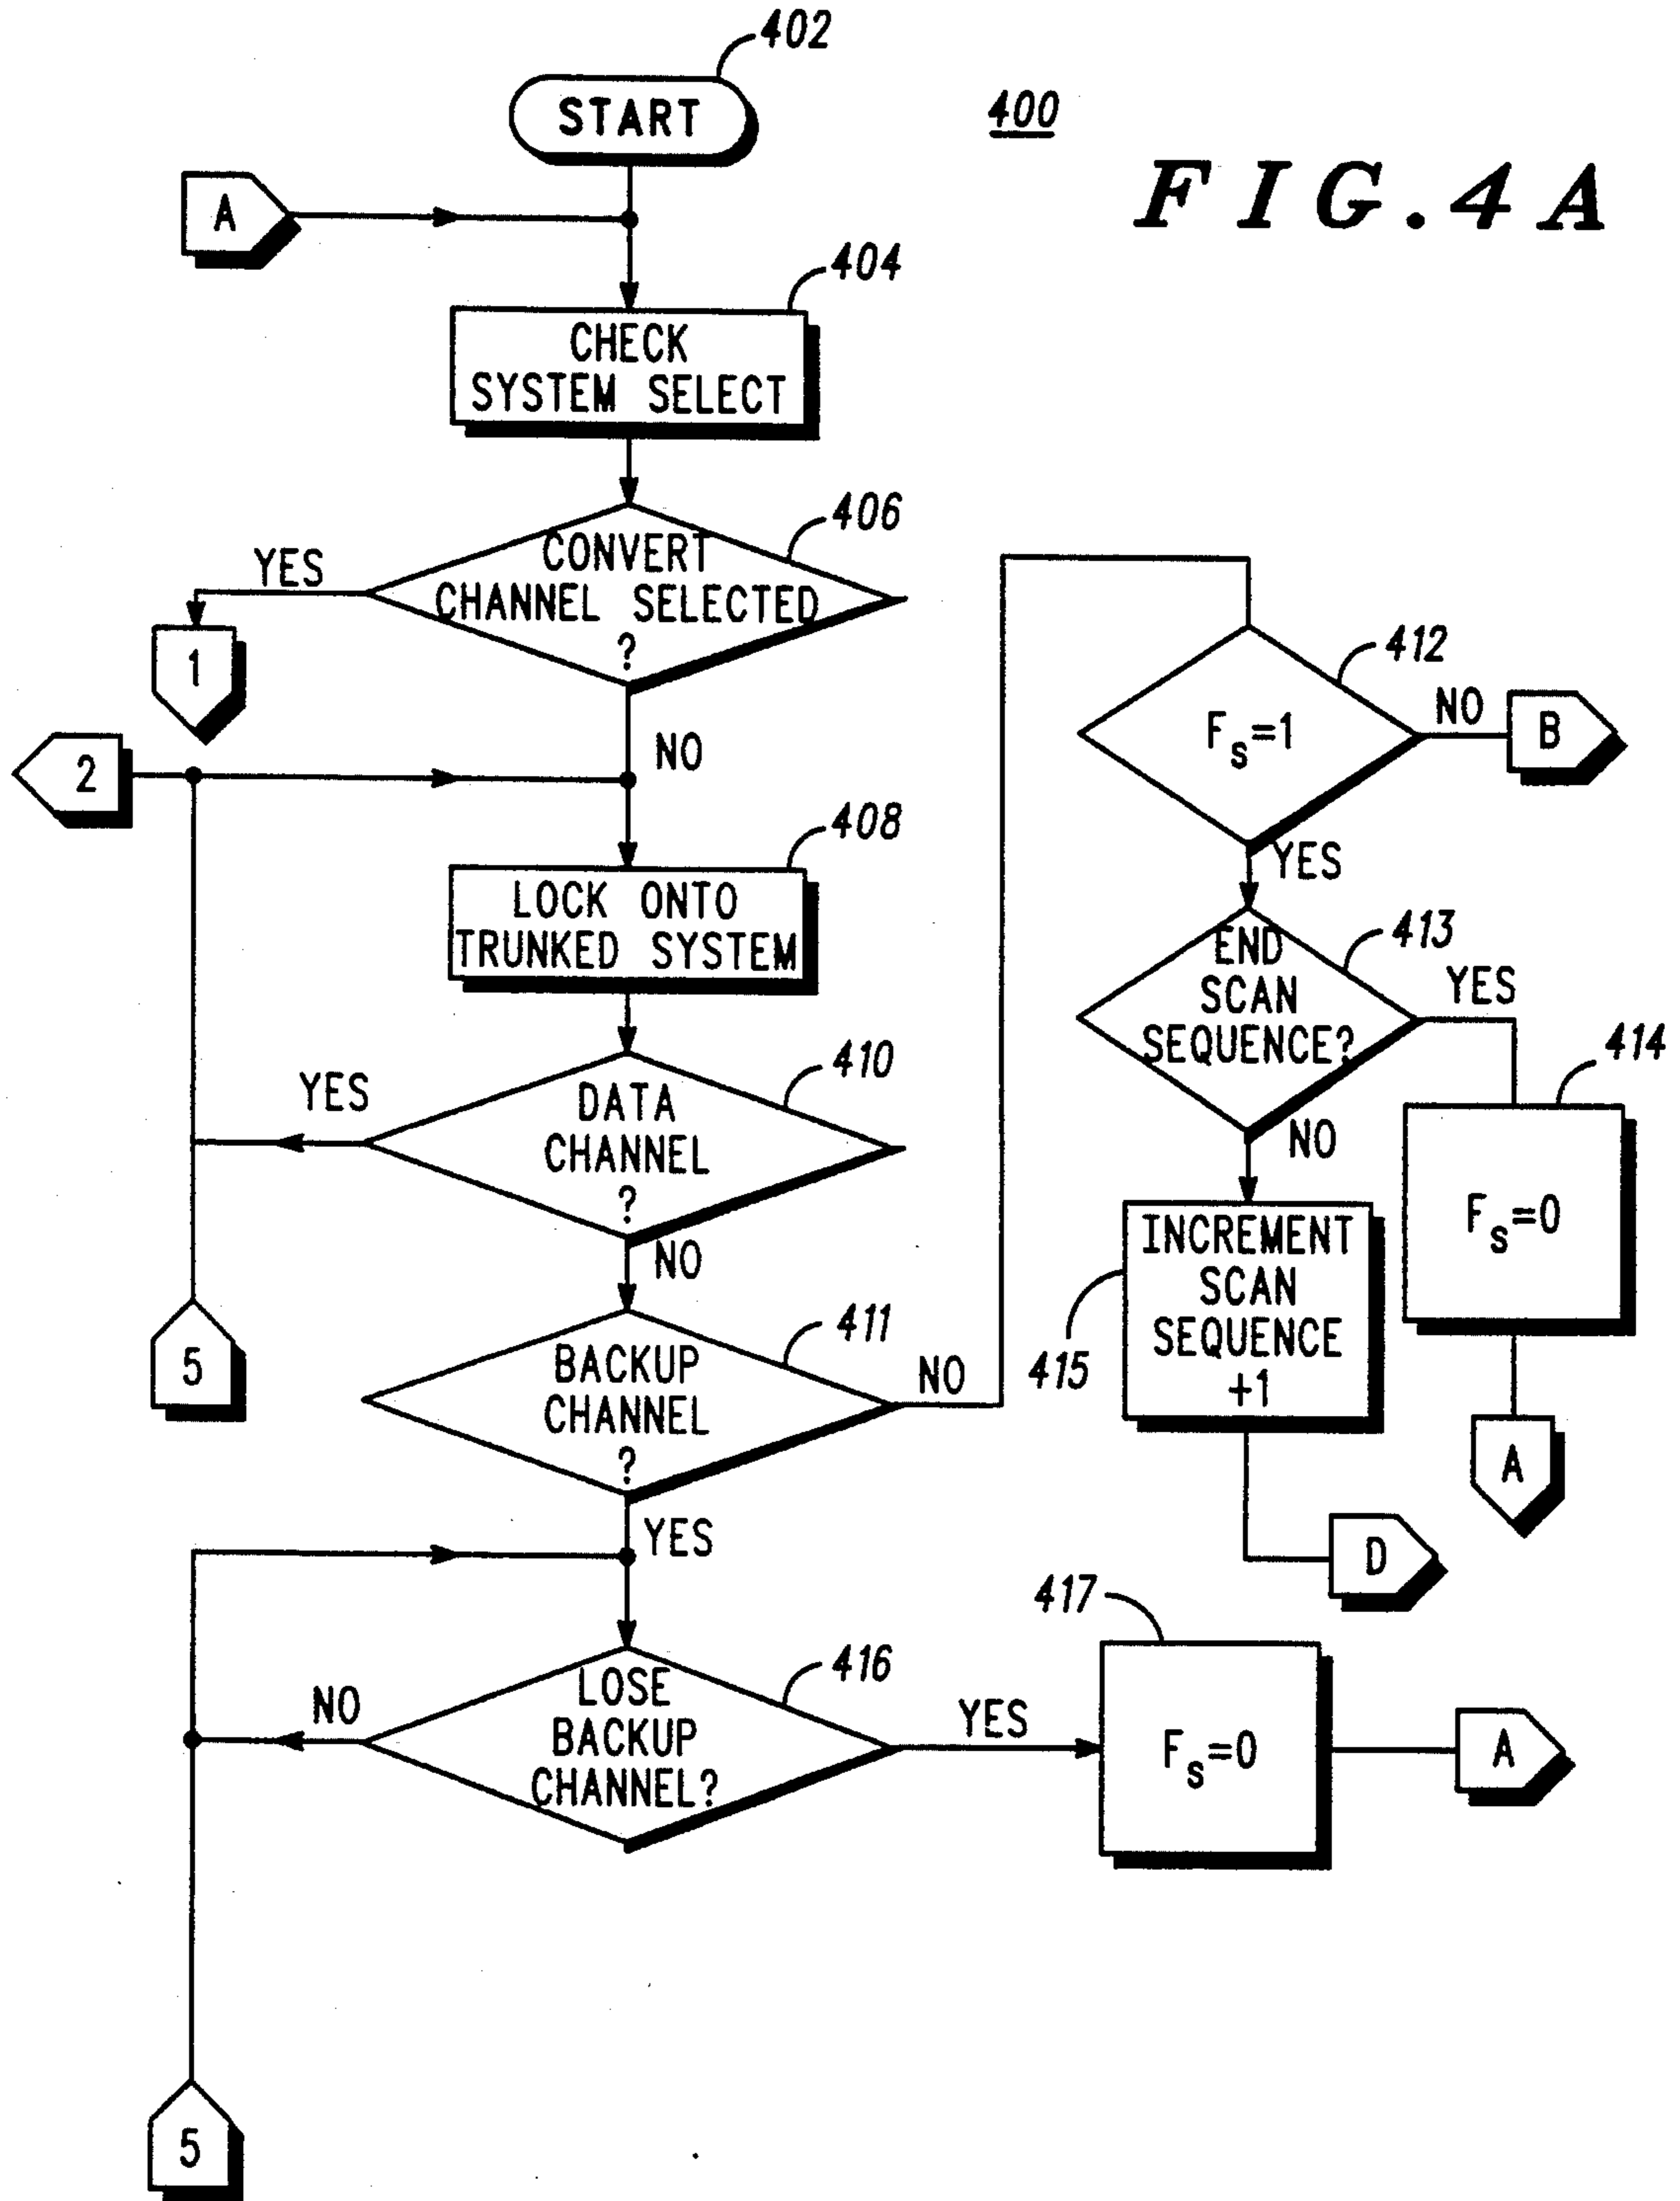 402
START
400
FIG. 4A
A
404
CHECK
SYSTEM SELECT
406
CONVERT
CHANNEL SELECTED
?
YES
1
NO
2
408
LOCK ONTO
TRUNKED SYSTEM
410
DATA
CHANNEL
?
YES
NO
5
411
BACKUP
CHANNEL
?
NO
YES
412
Fs=1
NO
B
YES
413
END
SCAN
SEQUENCE?
YES
414
Fs=0
A
NO
415
INCREMENT
SCAN
SEQUENCE
+1
D
416
LOSE
BACKUP
CHANNEL?
NO
YES
417
Fs=0
A
5